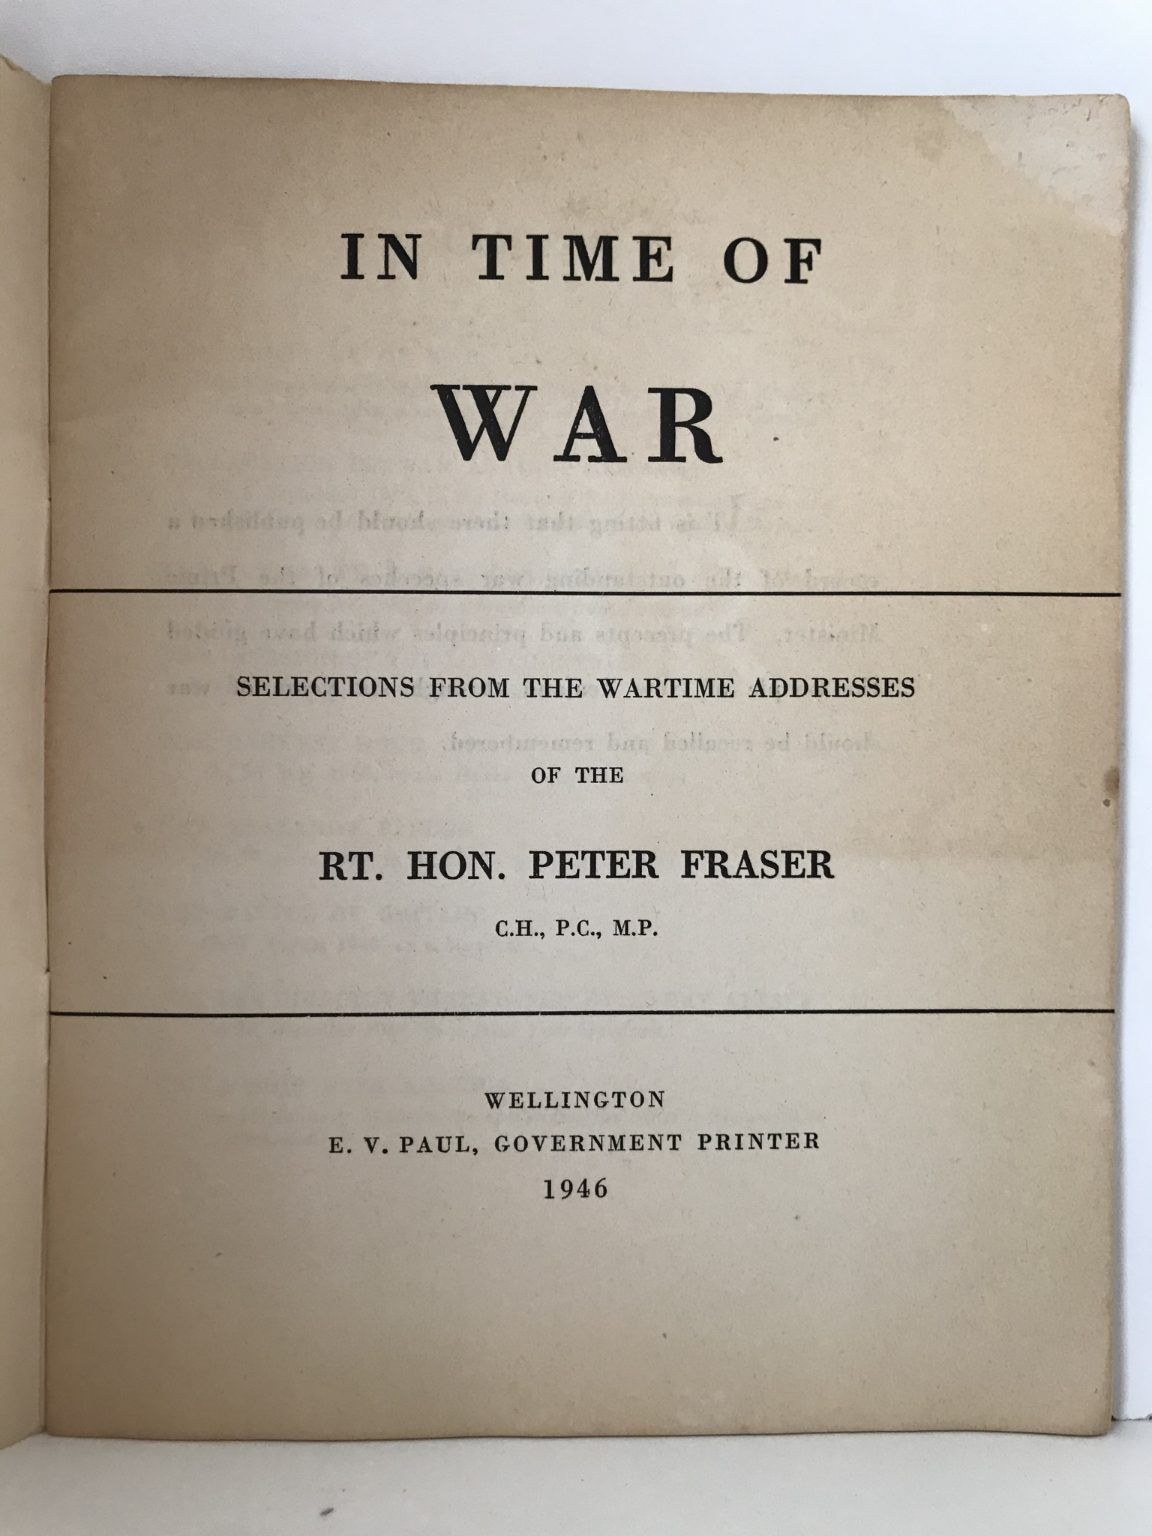 IN TIME OF
WAR
SELECTIONS FROM THE WARTIME ADDRESSES
OF THE
RT. HON. PETER FRASER
C.H., P.C., M.P.
WELLINGTON
E. V. PAUL, GOVERNMENT PRINTER
1946